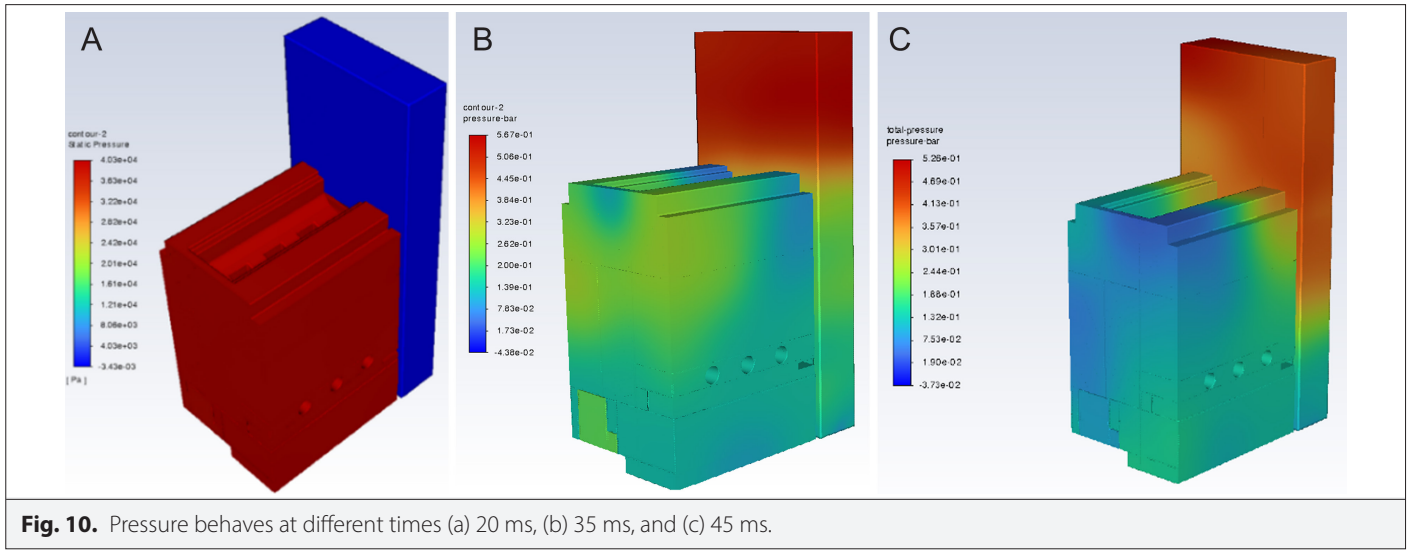 A
contour-2
Static Pressure
4.03e+04
3.63e+04
3.22e+04
2.82e+04
2.42e+04
2.01e+04
1.61e+04
1.21e+04
8.06e+03
4.03e+03
-3.43e-03
[ Pa ]
B
contour-2
pressure-bar
5.67e-01
5.06e-01
4.45e-01
3.84e-01
3.23e-01
2.62e-01
2.00e-01
1.39e-01
7.83e-02
1.73e-02
-4.38e-02
C
total-pressure
pressure-bar
5.26e-01
4.69e-01
4.13e-01
3.57e-01
3.01e-01
2.44e-01
1.88e-01
1.32e-01
7.53e-02
1.90e-02
-3.73e-02
Fig. 10. Pressure behaves at different times (a) 20 ms, (b) 35 ms, and (c) 45 ms.